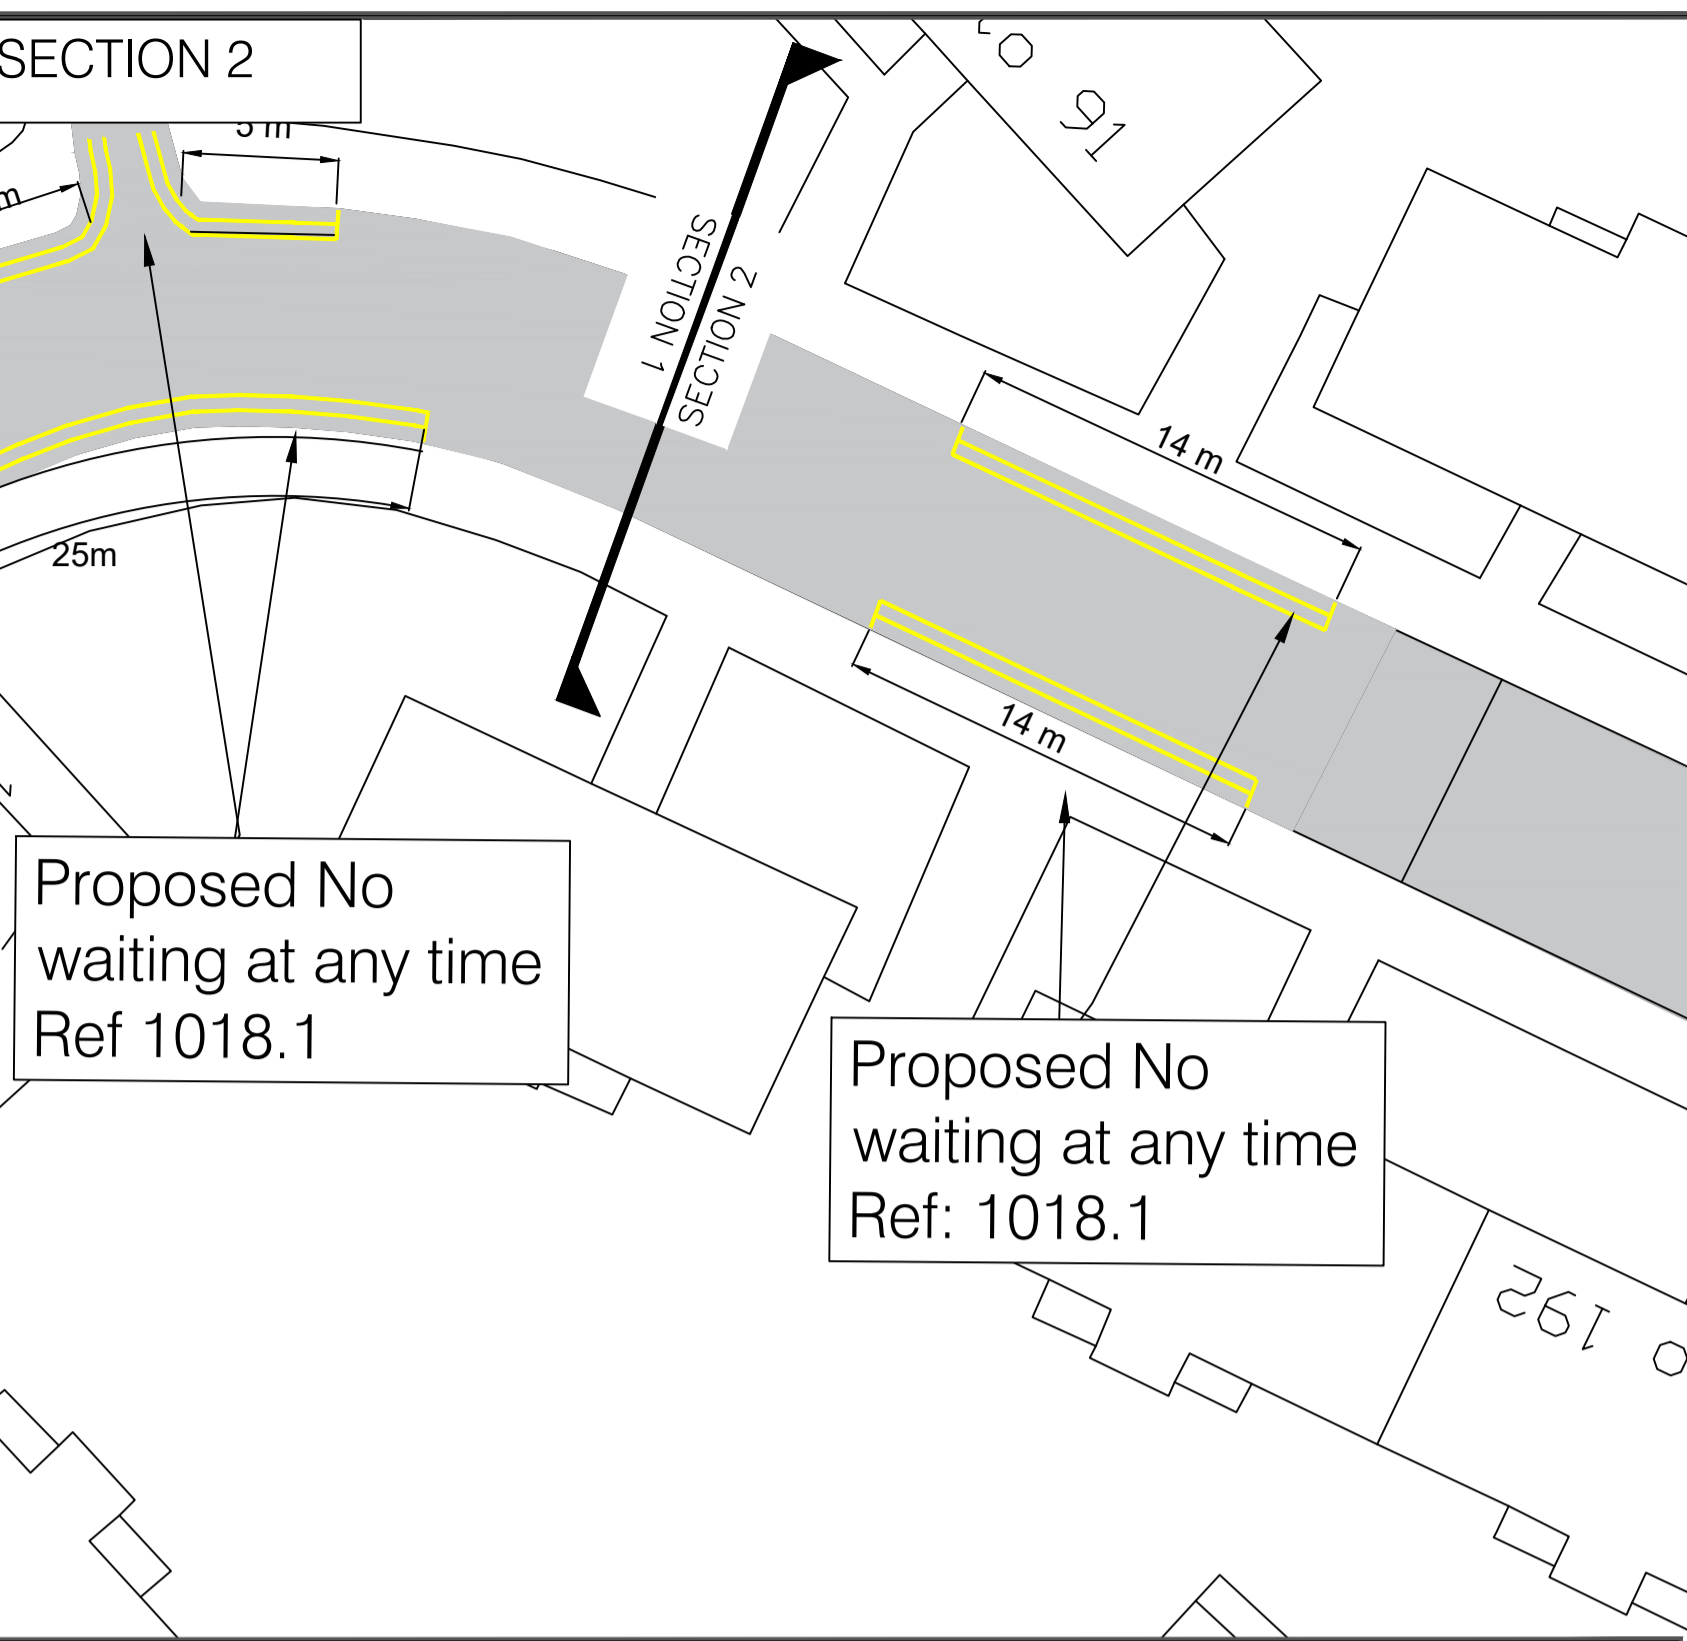 SECTION 2
5 m
m
91
SECTION 1
SECTION 2
14 m
25m
14 m
Proposed No
waiting at any time
Ref 1018.1
Proposed No
waiting at any time
Ref: 1018.1
192